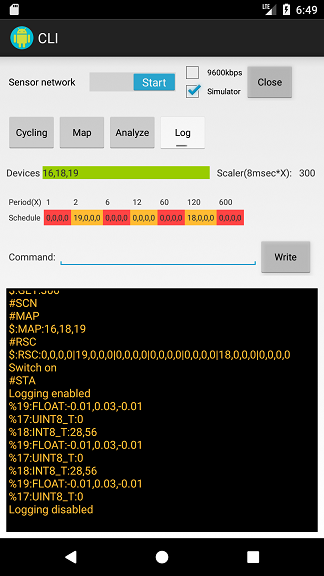 LTE 6:49
CLI
Sensor network Start 9600kbps Close
Simulator
Cycling Map Analyze Log
Devices 16,18,19 Scaler(8msec*X): 300
Period(X) 1 2 6 12 60 120 600
Schedule 0,0,0,0 19,0,0,0 0,0,0,0 0,0,0,0 0,0,0,0 18,0,0,0 0,0,0,0
Command: Write
$:GET:300
#SCN
#MAP
$:MAP:16,18,19
#RSC
$:RSC:0,0,0,0|19,0,0,0|0,0,0,0|0,0,0,0|0,0,0,0|18,0,0,0|0,0,0,0
Switch on
#STA
Logging enabled
%19:FLOAT:-0.01,0.03,-0.01
%17:UINT8_T:0
%18:INT8_T:28,56
%19:FLOAT:-0.01,0.03,-0.01
%17:UINT8_T:0
%18:INT8_T:28,56
%19:FLOAT:-0.01,0.03,-0.01
%17:UINT8_T:0
Logging disabled